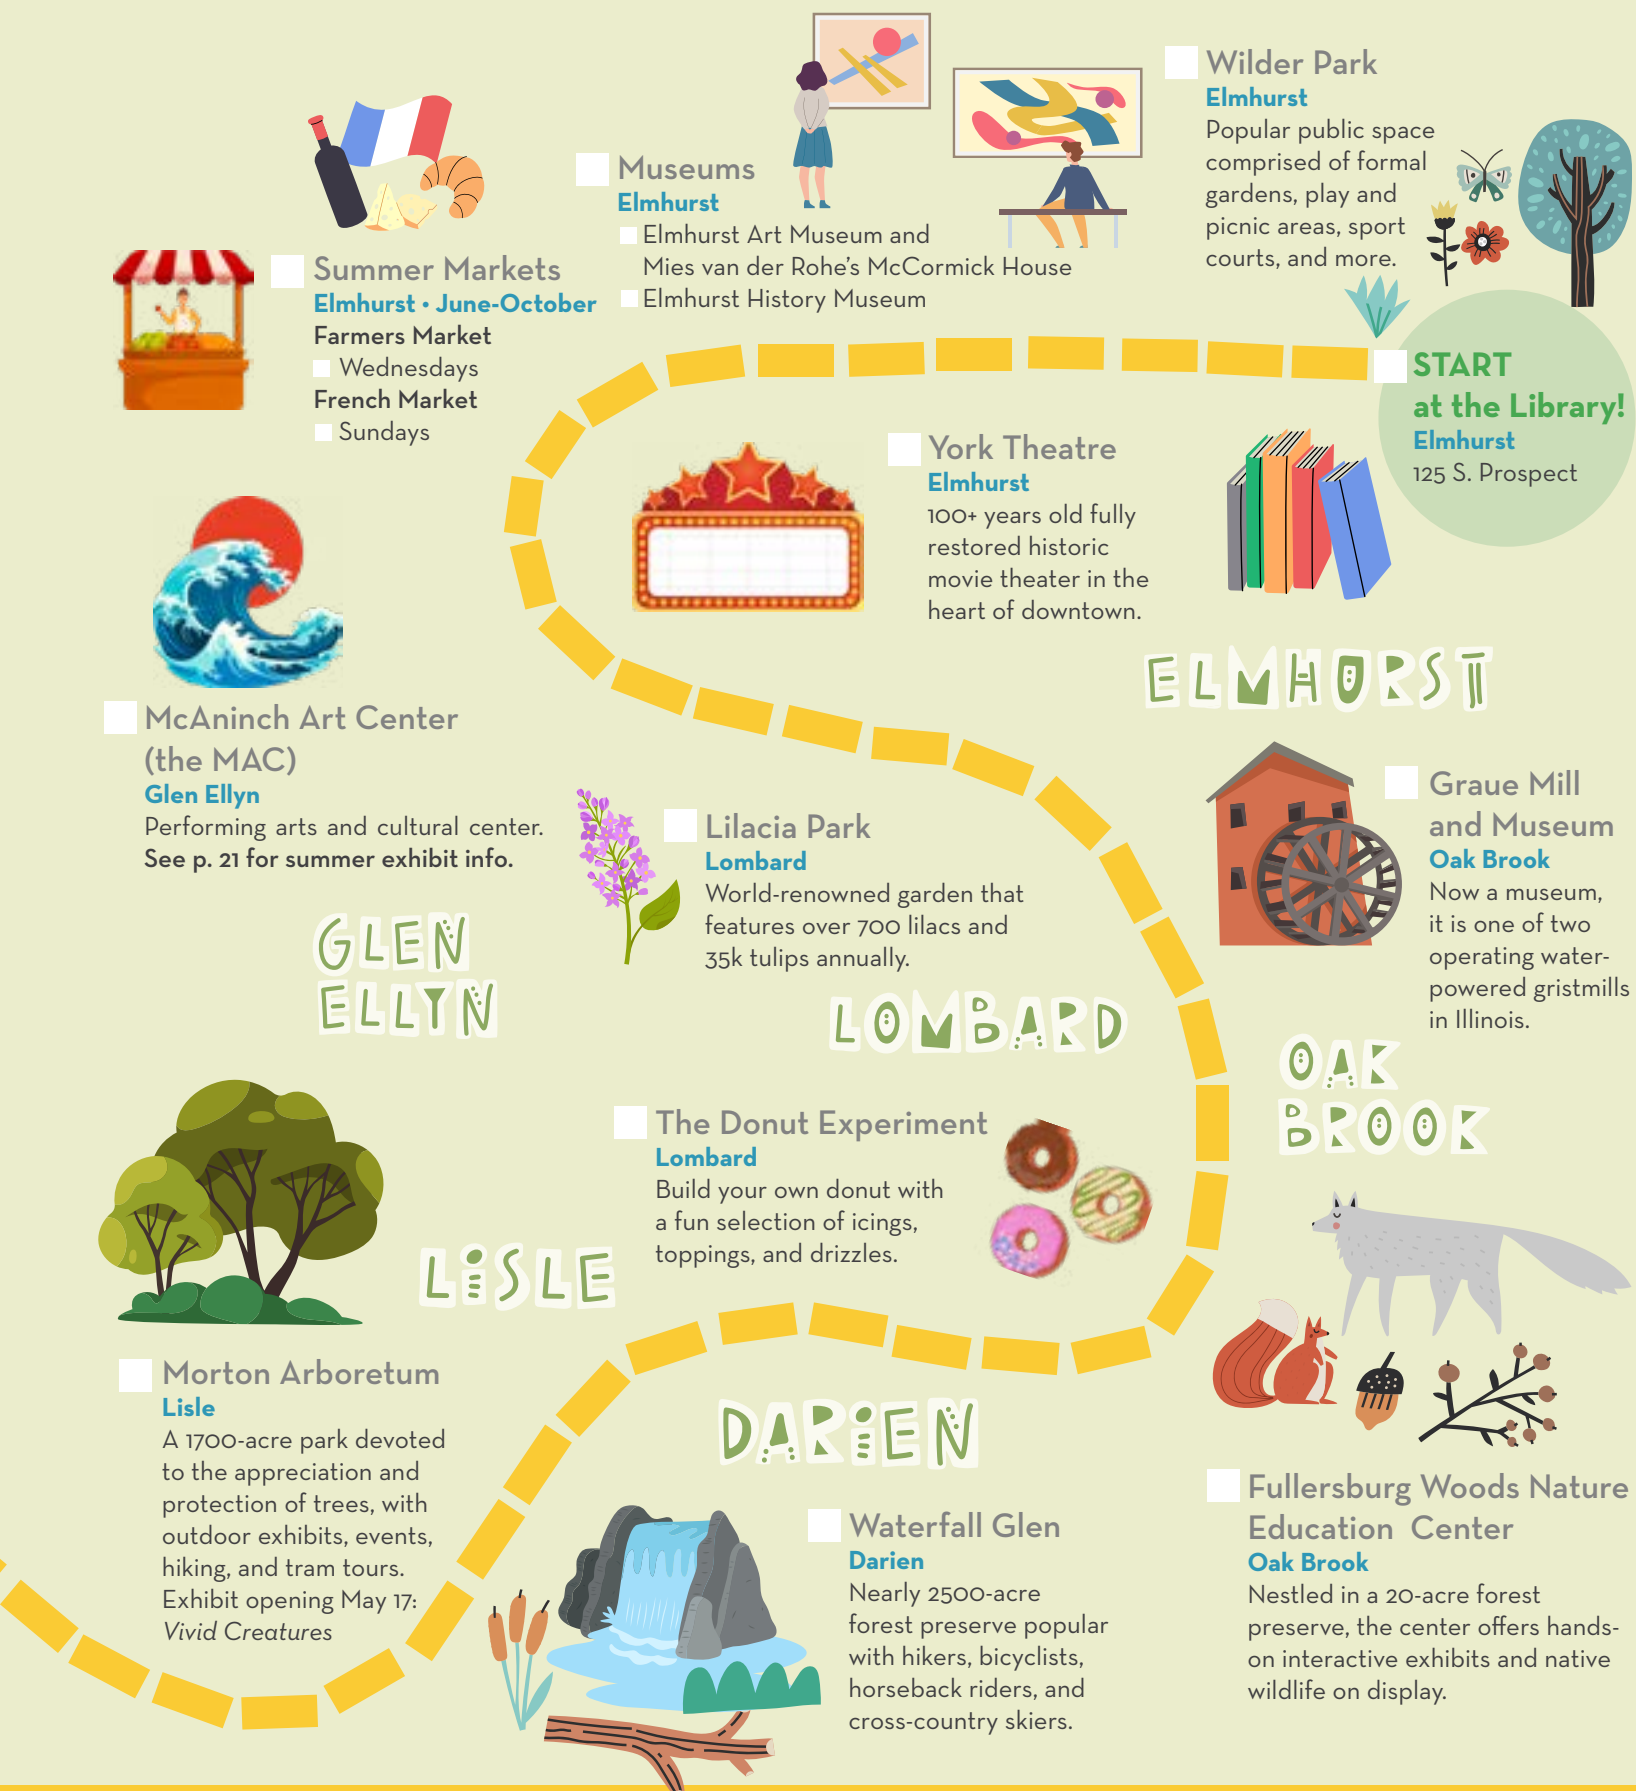 Wilder Park
Elmhurst
Popular public space
comprised of formal
gardens, play and
picnic areas, sport
courts, and more.
Museums
Elmhurst
Elmhurst Art Museum and
Mies van der Rohe's McCormick House
Elmhurst History Museum
Summer Markets
Elmhurst • June-October
Farmers Market
Wednesdays
French Market
Sundays
START
at the Library!
Elmhurst
125 S. Prospect
York Theatre
Elmhurst
100+ years old fully
restored historic
movie theater in the
heart of downtown.
ELMHURST
McAninch Art Center
(the MAC)
Glen Ellyn
Performing arts and cultural center.
See p. 21 for summer exhibit info.
GLEN
ELLYN
Lilacia Park
Lombard
World-renowned garden that
features over 700 lilacs and
35k tulips annually.
LOMBARD
Graue Mill
and Museum
Oak Brook
Now a museum,
it is one of two
operating water-
powered gristmills
in Illinois.
OAK
BROOK
The Donut Experiment
Lombard
Build your own donut with
a fun selection of icings,
toppings, and drizzles.
LiSLE
Morton Arboretum
Lisle
A 1700-acre park devoted
to the appreciation and
protection of trees, with
outdoor exhibits, events,
hiking, and tram tours.
Exhibit opening May 17:
Vivid Creatures
DARiEN
Waterfall Glen
Darien
Nearly 2500-acre
forest preserve popular
with hikers, bicyclists,
horseback riders, and
cross-country skiers.
Fullersburg Woods Nature
Education Center
Oak Brook
Nestled in a 20-acre forest
preserve, the center offers hands-
on interactive exhibits and native
wildlife on display.